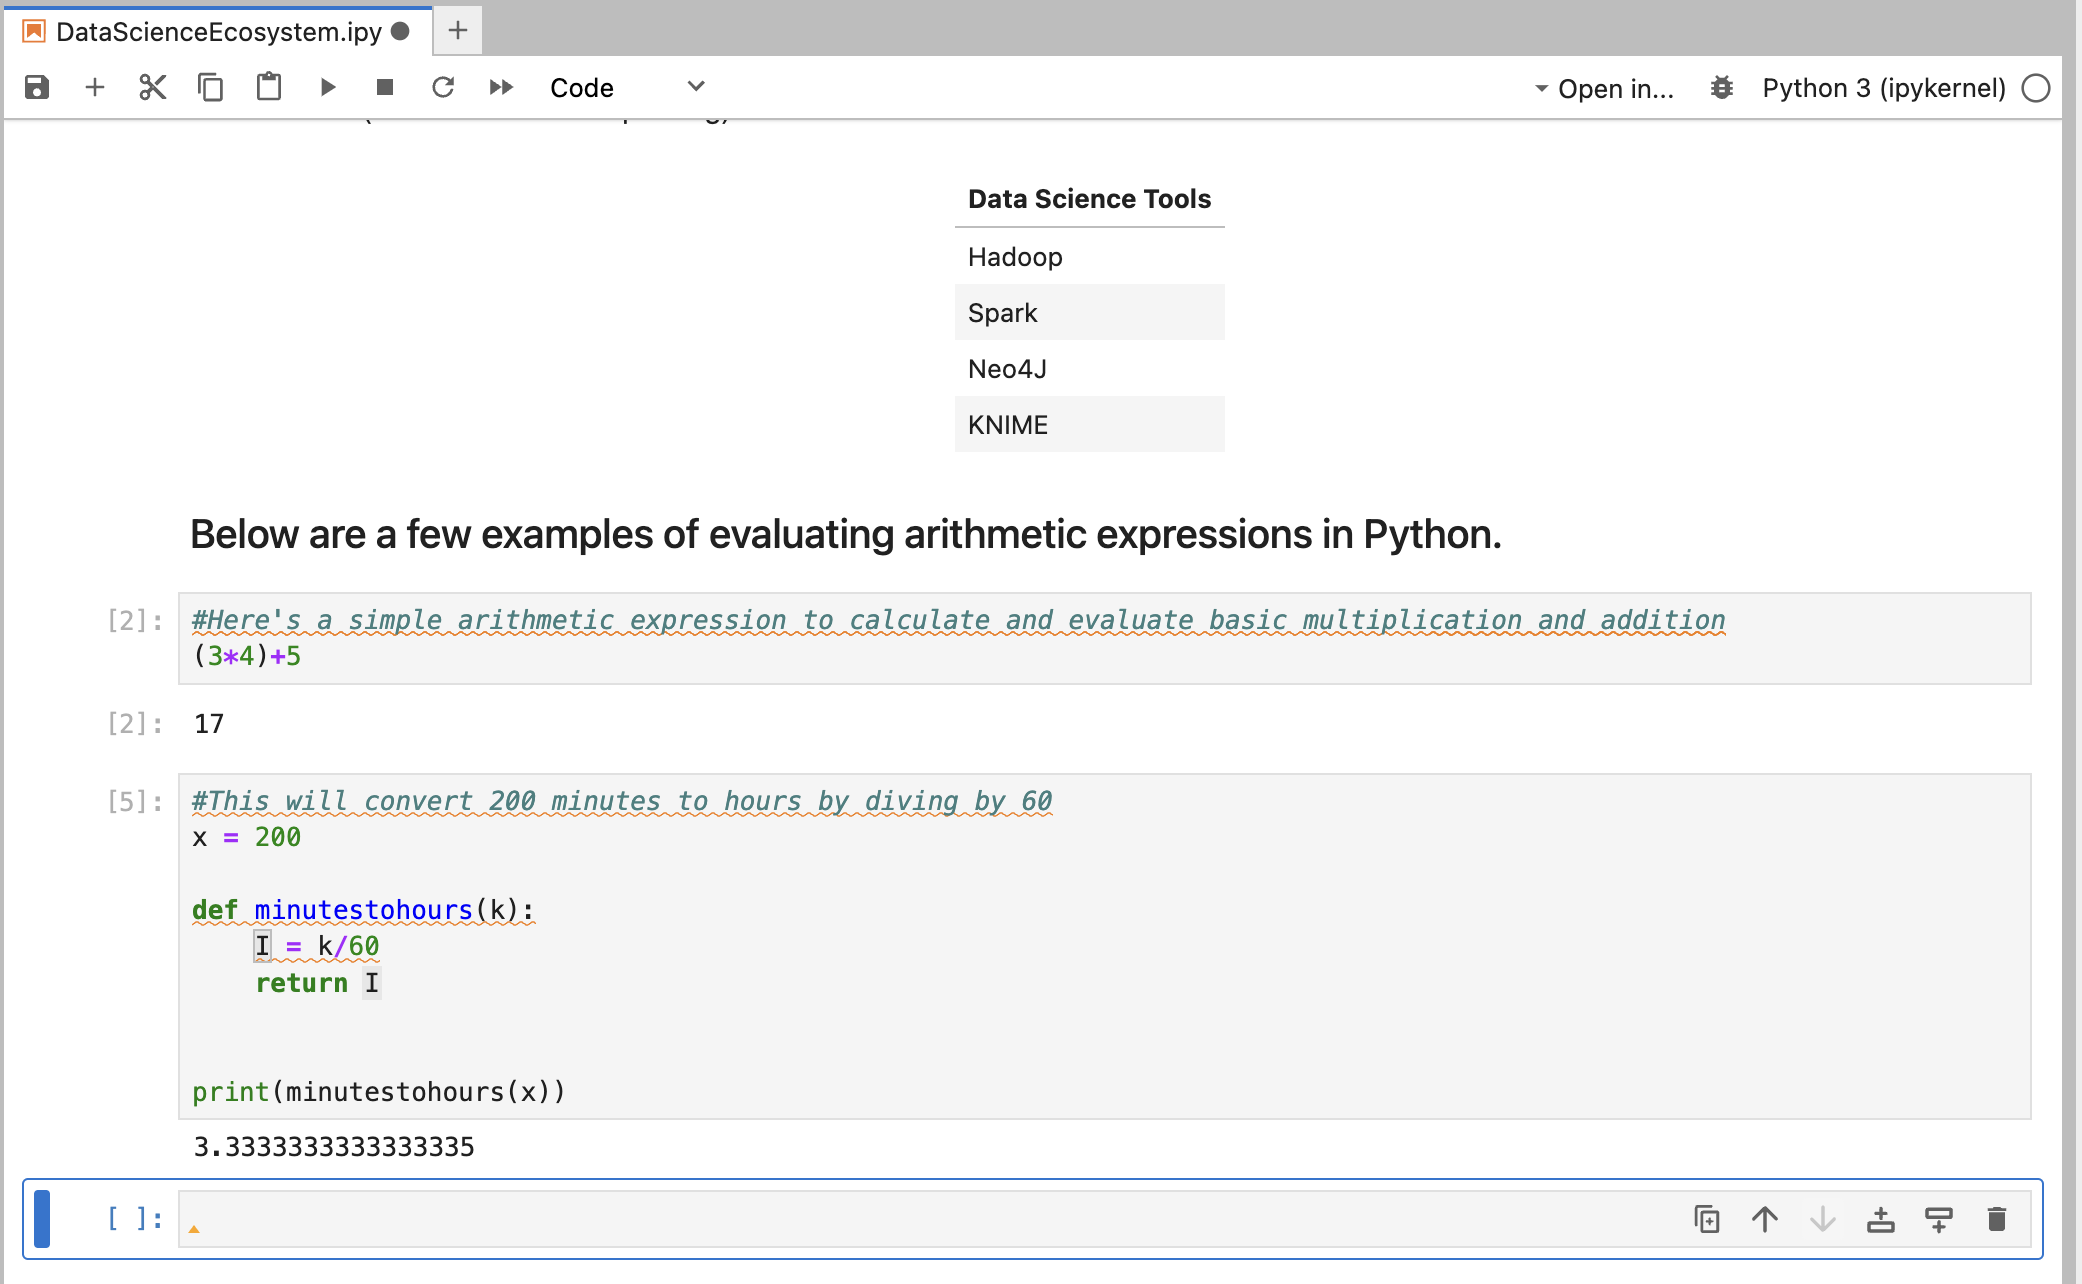 DataScienceEcosystem.ipy
Code
Open in...
Python 3 (ipykernel)
Data Science Tools
Hadoop
Spark
Neo4J
KNIME
Below are a few examples of evaluating arithmetic expressions in Python.
[2]: #Here's a simple arithmetic expression to calculate and evaluate basic multiplication and addition
(3*4)+5
[2]: 17
[5]: #This will convert 200 minutes to hours by diving by 60
x = 200
def minutestohours(k):
    I = k/60
    return I
print(minutestohours(x))
3.3333333333333335
[ ]: